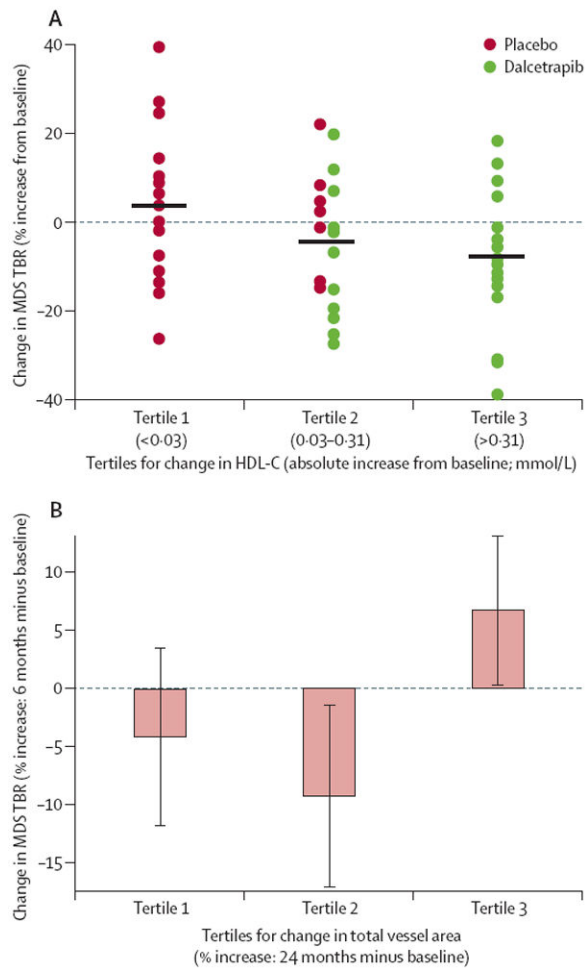 A
Placebo
Dalcetrapib
Change in MDS TBR (% increase from baseline)
40
20
0
–20
–40
Tertile 1
(<0·03)
Tertile 2
(0·03–0·31)
Tertile 3
(>0·31)
Tertiles for change in HDL-C (absolute increase from baseline; mmol/L)
B
Change in MDS TBR (% increase: 6 months minus baseline)
10
5
0
–5
–10
–15
Tertile 1
Tertile 2
Tertile 3
Tertiles for change in total vessel area
(% increase: 24 months minus baseline)